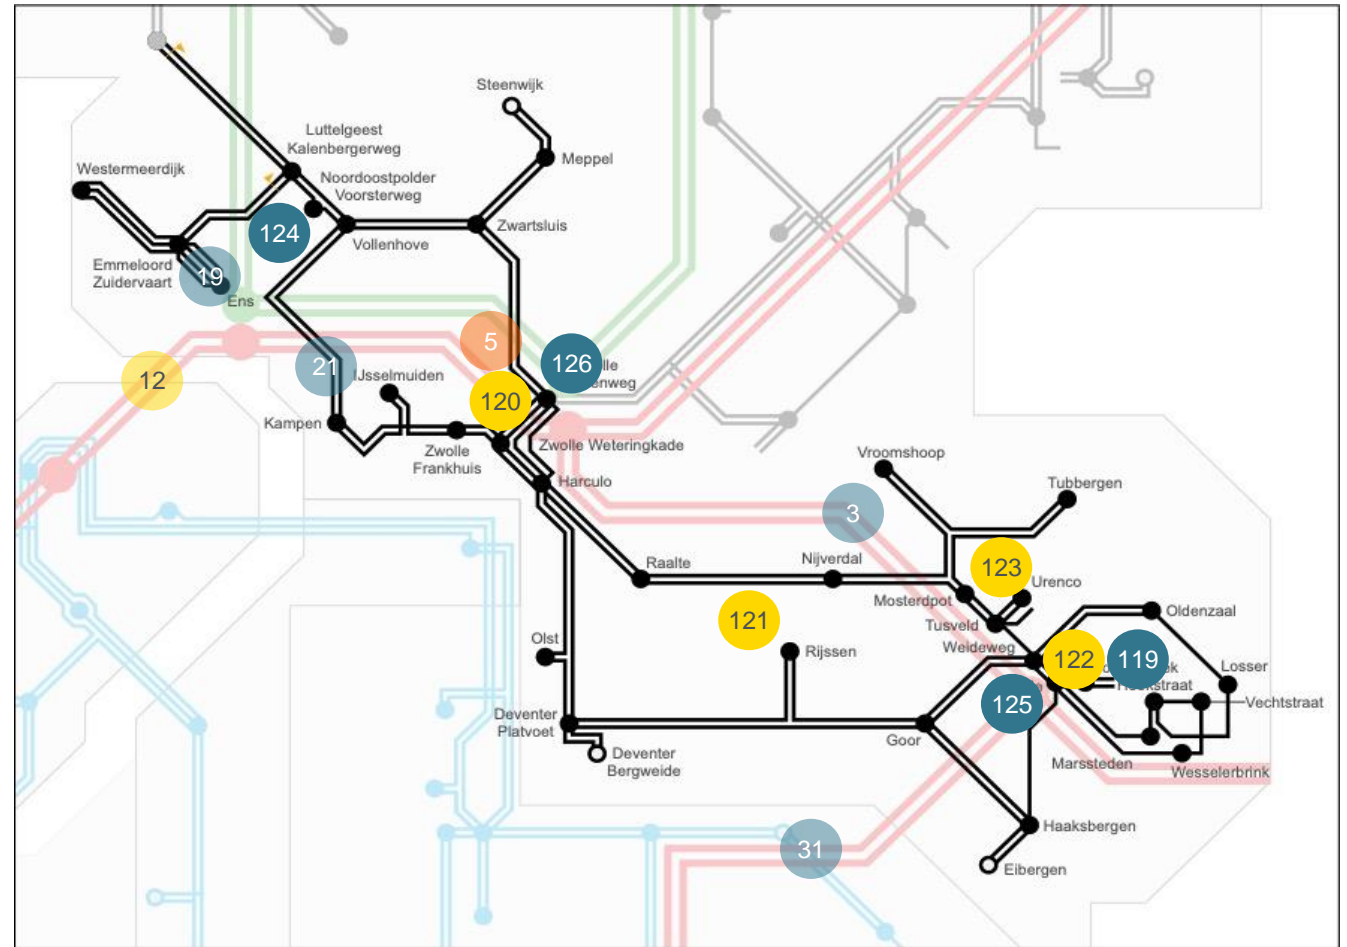 Steenwijk
Luttelgeest
Kalenbergerweg
Meppel
Westermeerdijk
Noordoostpolder
Voorsterweg
124
Vollenhove
Zwartsluis
Emmeloord
Zuidervaart
19
Ens
5
126
21
12
IJsselmuiden
120
Kampen
Zwolle
Frankhuis
Zwolle Weteringkade
Harculo
Vroomshoop
Tubbergen
3
Raalte
Nijverdal
123
Urenco
Mosterdpot
121
Tusveld
Oldenzaal
Olst
Rijssen
Weideweg
122
119
Losser
125
Vechtstraat
Deventer
Platvoet
Goor
Deventer
Bergweide
Marssteden
Wesselerbrink
Haaksbergen
31
Eibergen